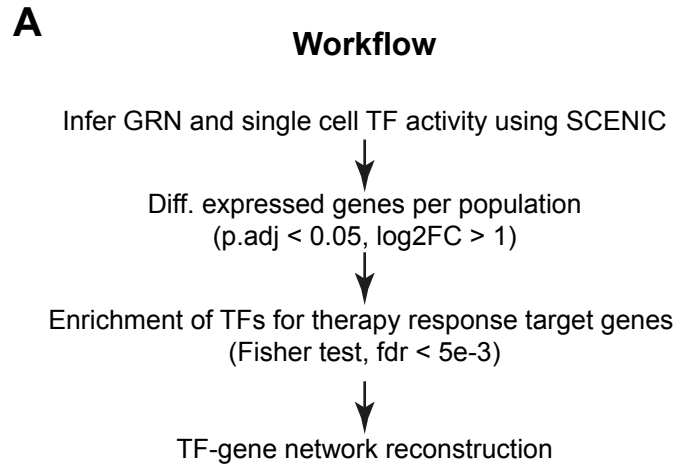 A
Workflow
Infer GRN and single cell TF activity using SCENIC
Diff. expressed genes per population
(p.adj < 0.05, log2FC > 1)
Enrichment of TFs for therapy response target genes
(Fisher test, fdr < 5e-3)
TF-gene network reconstruction